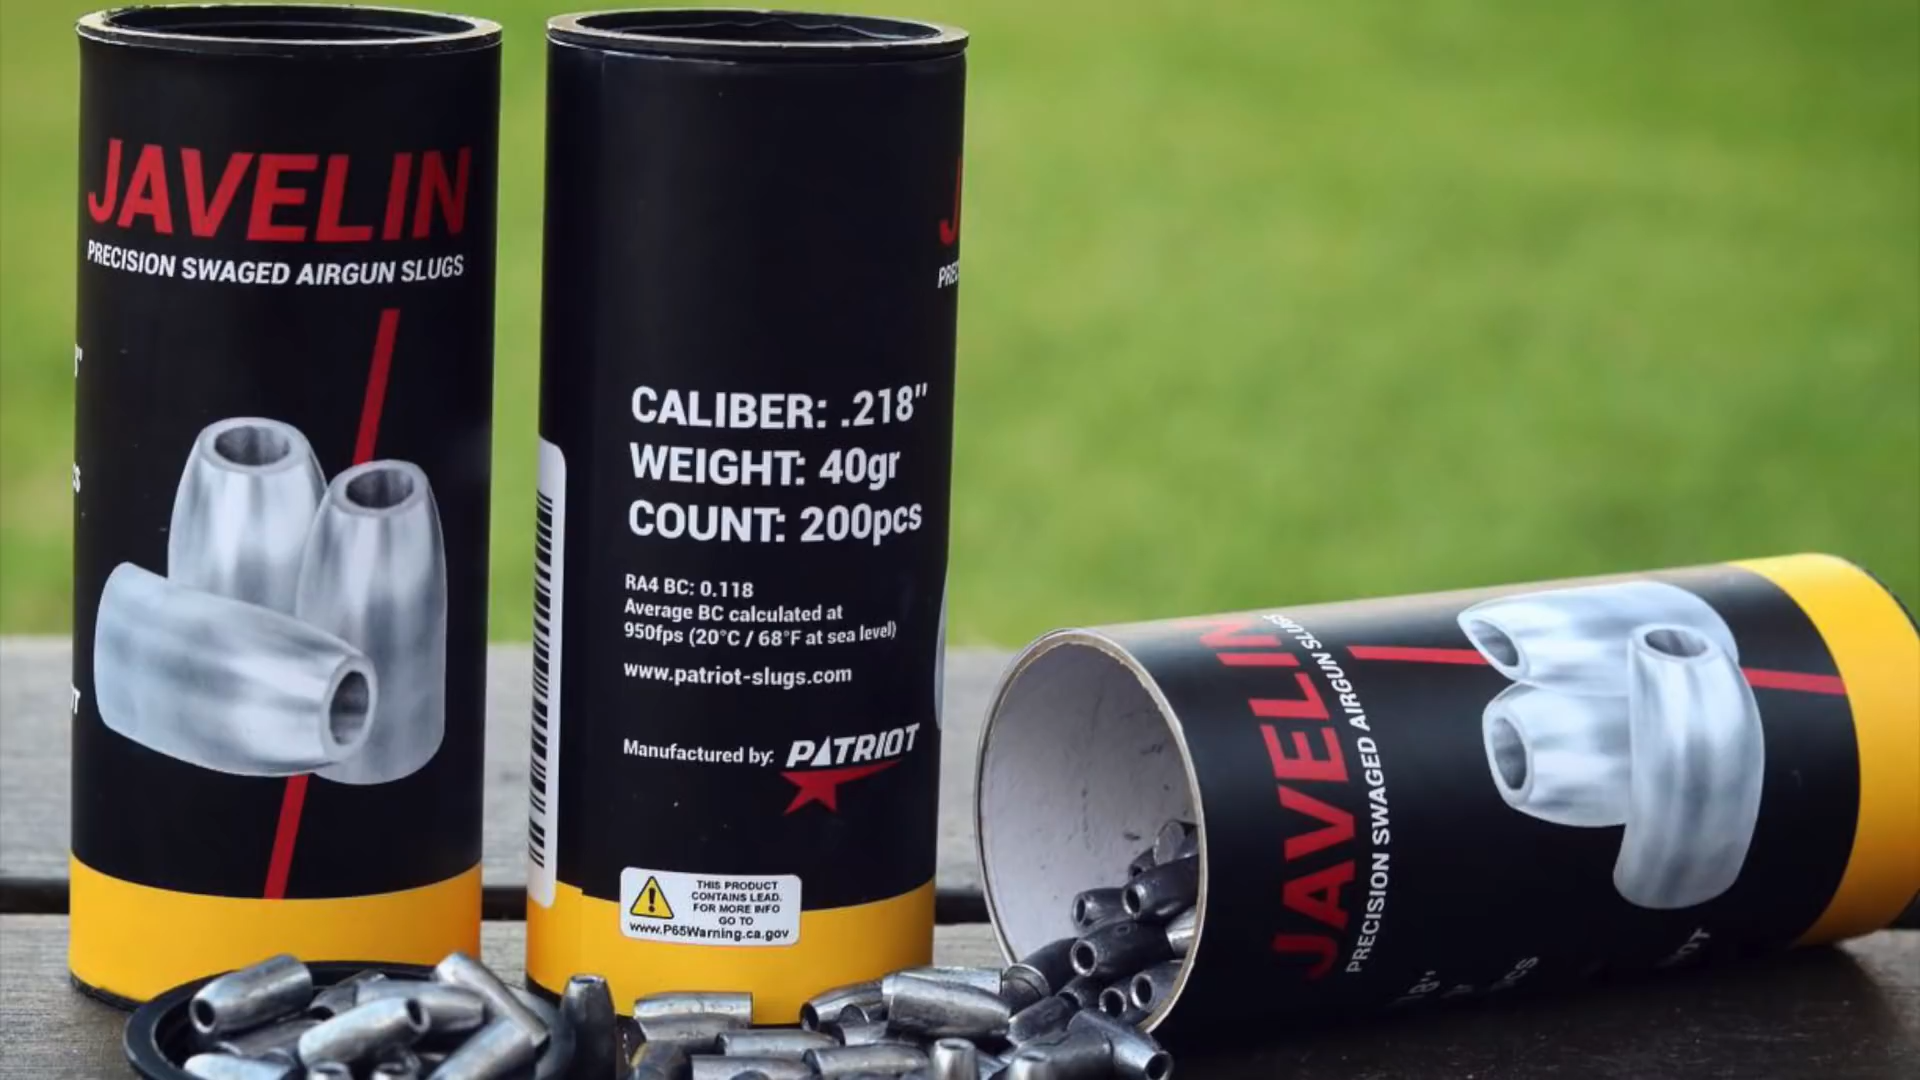 JAVELIN
PRECISION SWAGED AIRGUN SLUGS
CALIBER: .218"
WEIGHT: 40gr
COUNT: 200pcs
RA4 BC: 0.118
Average BC calculated at
950fps (20°C / 68°F at sea level)
www.patriot-slugs.com
Manufactured by: PATRIOT
THIS PRODUCT
CONTAINS LEAD.
FOR MORE INFO
GO TO
www.P65Warning.ca.gov
JAVELIN
PRECISION SWAGED AIRGUN SLUGS